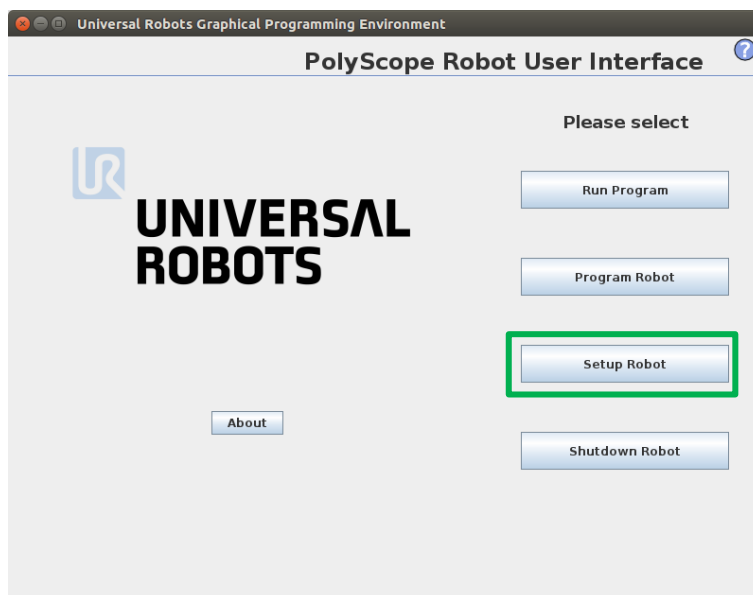 Universal Robots Graphical Programming Environment
PolyScope Robot User Interface
?
Please select
UR
UNIVERSAL
ROBOTS
Run Program
Program Robot
Setup Robot
About
Shutdown Robot